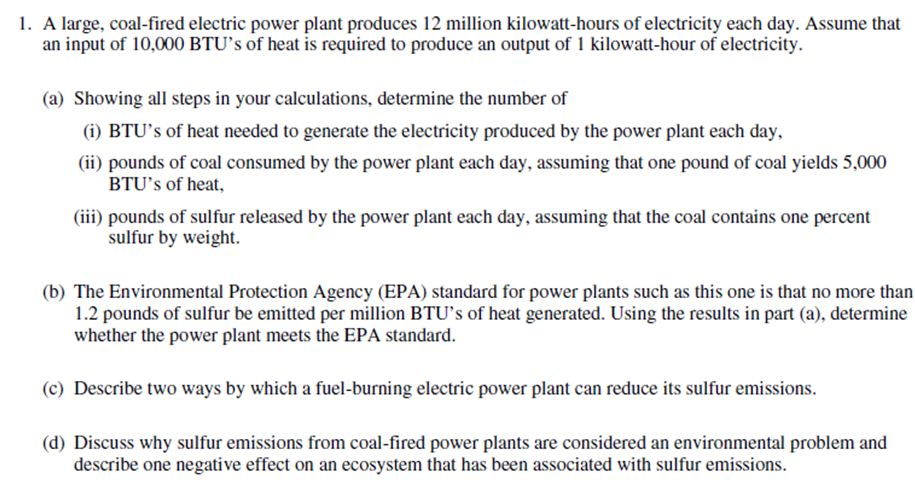 1. A large, coal-fired electric power plant produces 12 million kilowatt-hours of electricity each day. Assume that
an input of 10,000 BTU’s of heat is required to produce an output of 1 kilowatt-hour of electricity.
(a) Showing all steps in your calculations, determine the number of
(i) BTU’s of heat needed to generate the electricity produced by the power plant each day,
(ii) pounds of coal consumed by the power plant each day, assuming that one pound of coal yields 5,000
BTU’s of heat,
(iii) pounds of sulfur released by the power plant each day, assuming that the coal contains one percent
sulfur by weight.
(b) The Environmental Protection Agency (EPA) standard for power plants such as this one is that no more than
1.2 pounds of sulfur be emitted per million BTU’s of heat generated. Using the results in part (a), determine
whether the power plant meets the EPA standard.
(c) Describe two ways by which a fuel-burning electric power plant can reduce its sulfur emissions.
(d) Discuss why sulfur emissions from coal-fired power plants are considered an environmental problem and
describe one negative effect on an ecosystem that has been associated with sulfur emissions.